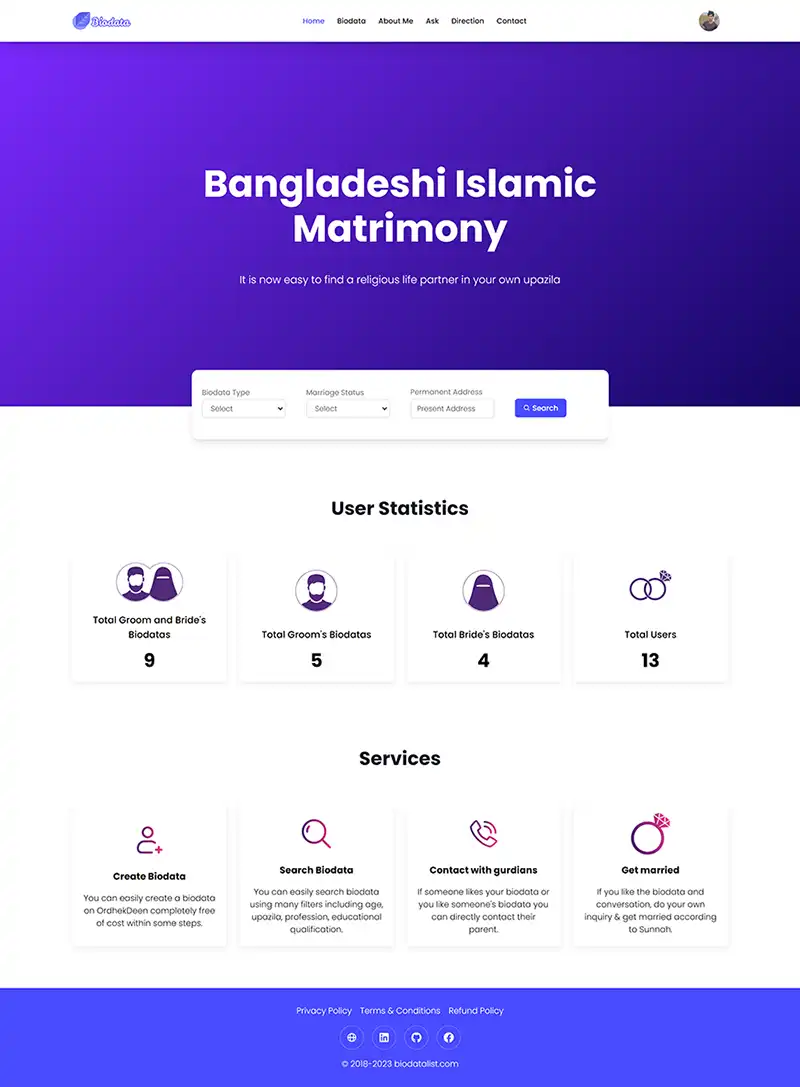 Biodata
Home Biodata About Me Ask Direction Contact
Bangladeshi Islamic
Matrimony
It is now easy to find a religious life partner in your own upazila
Biodata Type Marriage Status Permanent Address
Select Select Present Address Search
User Statistics
Total Groom and Bride's
Biodatas
9
Total Groom's Biodatas
5
Total Bride's Biodatas
4
Total Users
13
Services
Create Biodata
You can easily create a biodata
on OrdhekDeen completely free
of cost within some steps.
Search Biodata
You can easily search biodata
using many filters including age,
upazila, profession, educational
qualification.
Contact with gurdians
If someone likes your biodata or
you like someone's biodata you
can directly contact their
parent.
Get married
If you like the biodata and
conversation, do your own
inquiry & get married according
to Sunnah.
Privacy Policy Terms & Conditions Refund Policy
© 2018-2023 biodatalist.com